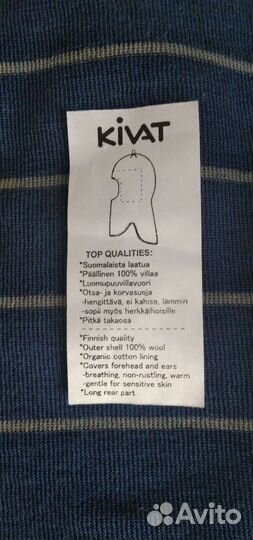 KIVAT
TOP QUALITIES:
*Suomalaista laatua
*Päällinen 100% villaa
*Luomupuuvillavuori
*Otsa- ja korvasuoja
-hengittävä, ei kahise, lämmin
-sopii myös herkkäihoisille
*Pitkä takaosa
*Finnish quality
*Outer shell 100% wool
*Organic cotton lining
*Covers forehead and ears
-breathing, non-rustling, warm
-gentle for sensitive skin
*Long rear part
Avito